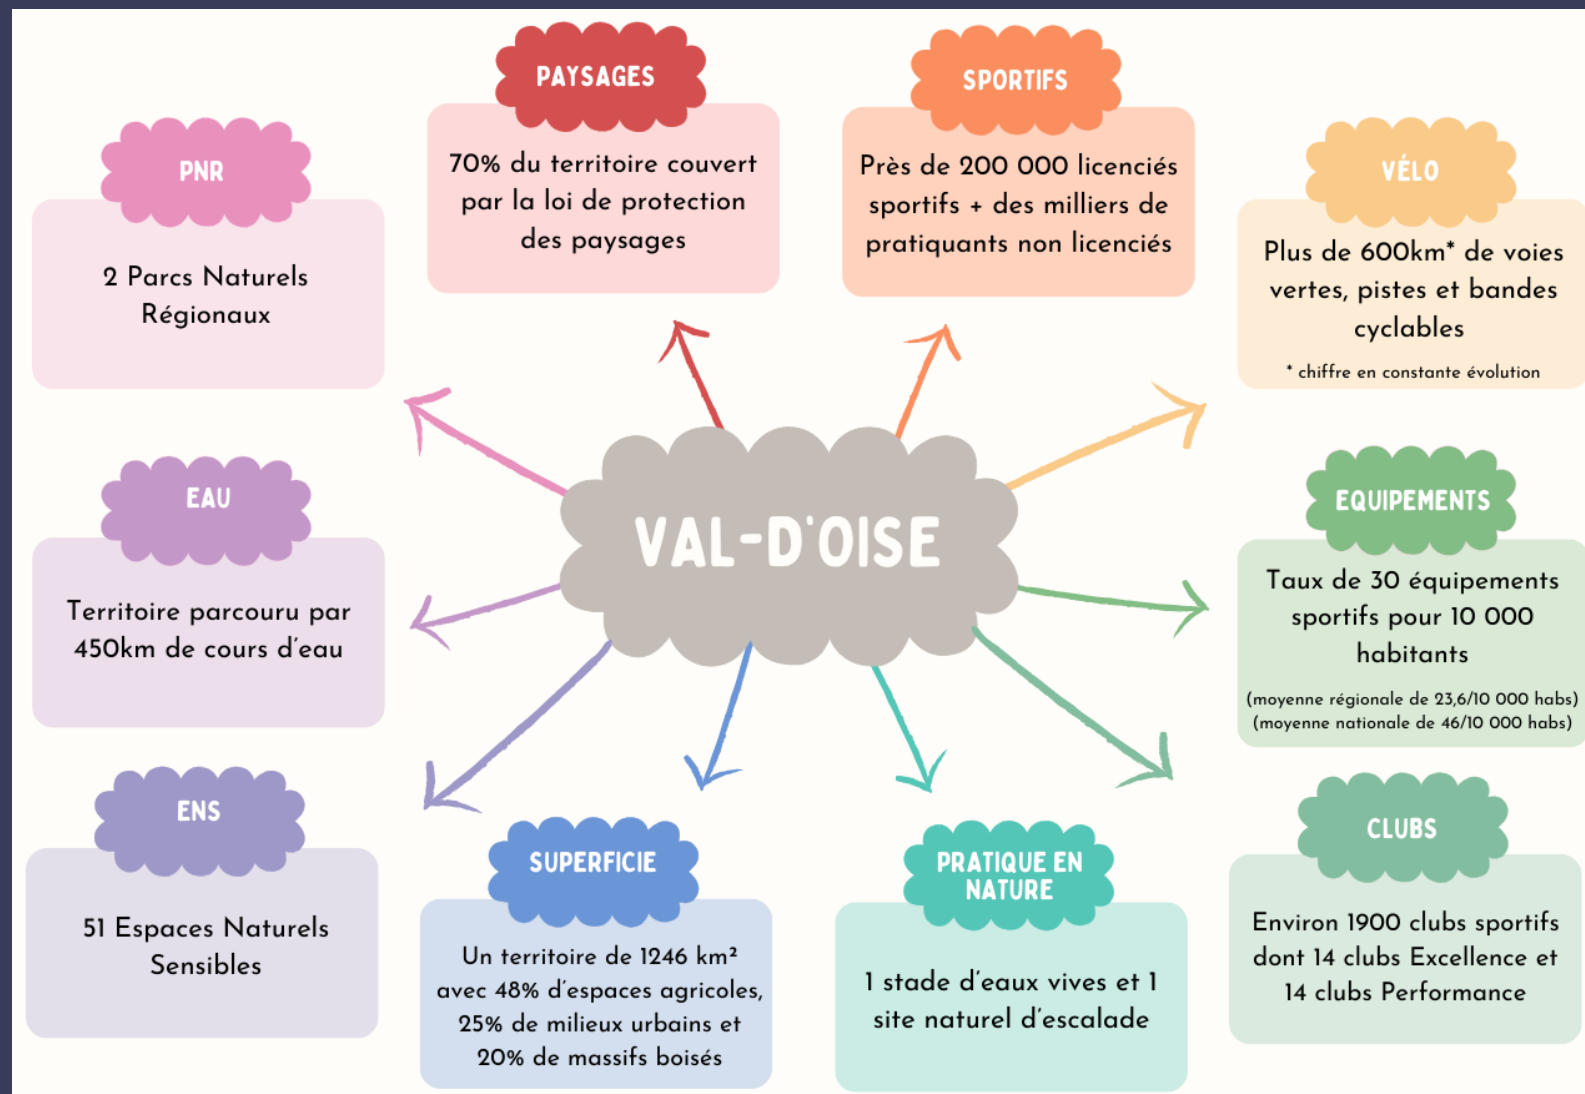 PAYSAGES
70% du territoire couvert
par la loi de protection
des paysages
SPORTIFS
Près de 200 000 licenciés
sportifs + des milliers de
pratiquants non licenciés
PNR
2 Parcs Naturels
Régionaux
VÉLO
Plus de 600km* de voies
vertes, pistes et bandes
cyclables
* chiffre en constante évolution
VAL-D'OISE
EAU
Territoire parcouru par
450km de cours d'eau
EQUIPEMENTS
Taux de 30 équipements
sportifs pour 10 000
habitants
(moyenne régionale de 23,6/10 000 habs)
(moyenne nationale de 46/10 000 habs)
ENS
51 Espaces Naturels
Sensibles
SUPERFICIE
Un territoire de 1246 km²
avec 48% d'espaces agricoles,
25% de milieux urbains et
20% de massifs boisés
PRATIQUE EN
NATURE
1 stade d'eaux vives et 1
site naturel d'escalade
CLUBS
Environ 1900 clubs sportifs
dont 14 clubs Excellence et
14 clubs Performance